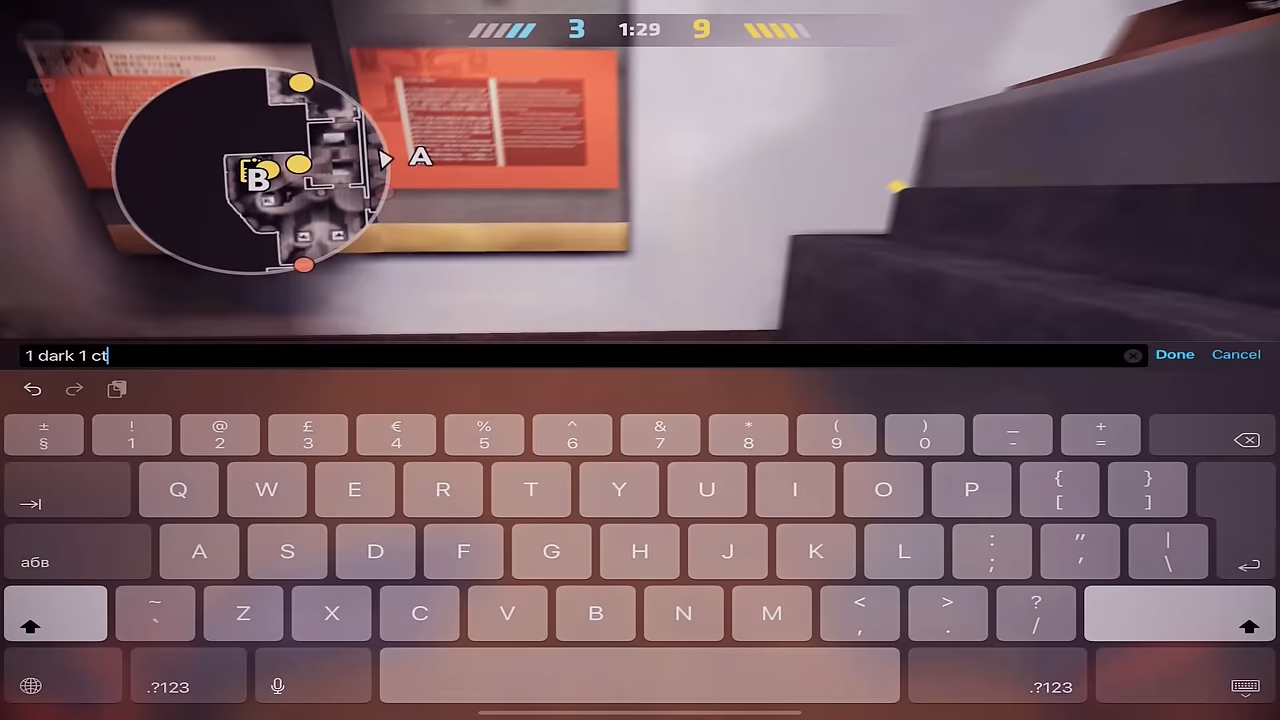 3 1:29 9
A
B
1 dark 1 ct
Done Cancel
± ! @ £ € % ^ & * ( ) _ +
§ 1 2 3 4 5 6 7 8 9 0 - =
Q W E R T Y U I O P { }
[ ]
абв A S D F G H J K L : " |
; ' \
~ Z X C V B N M < > ?
` , . /
.?123 .?123